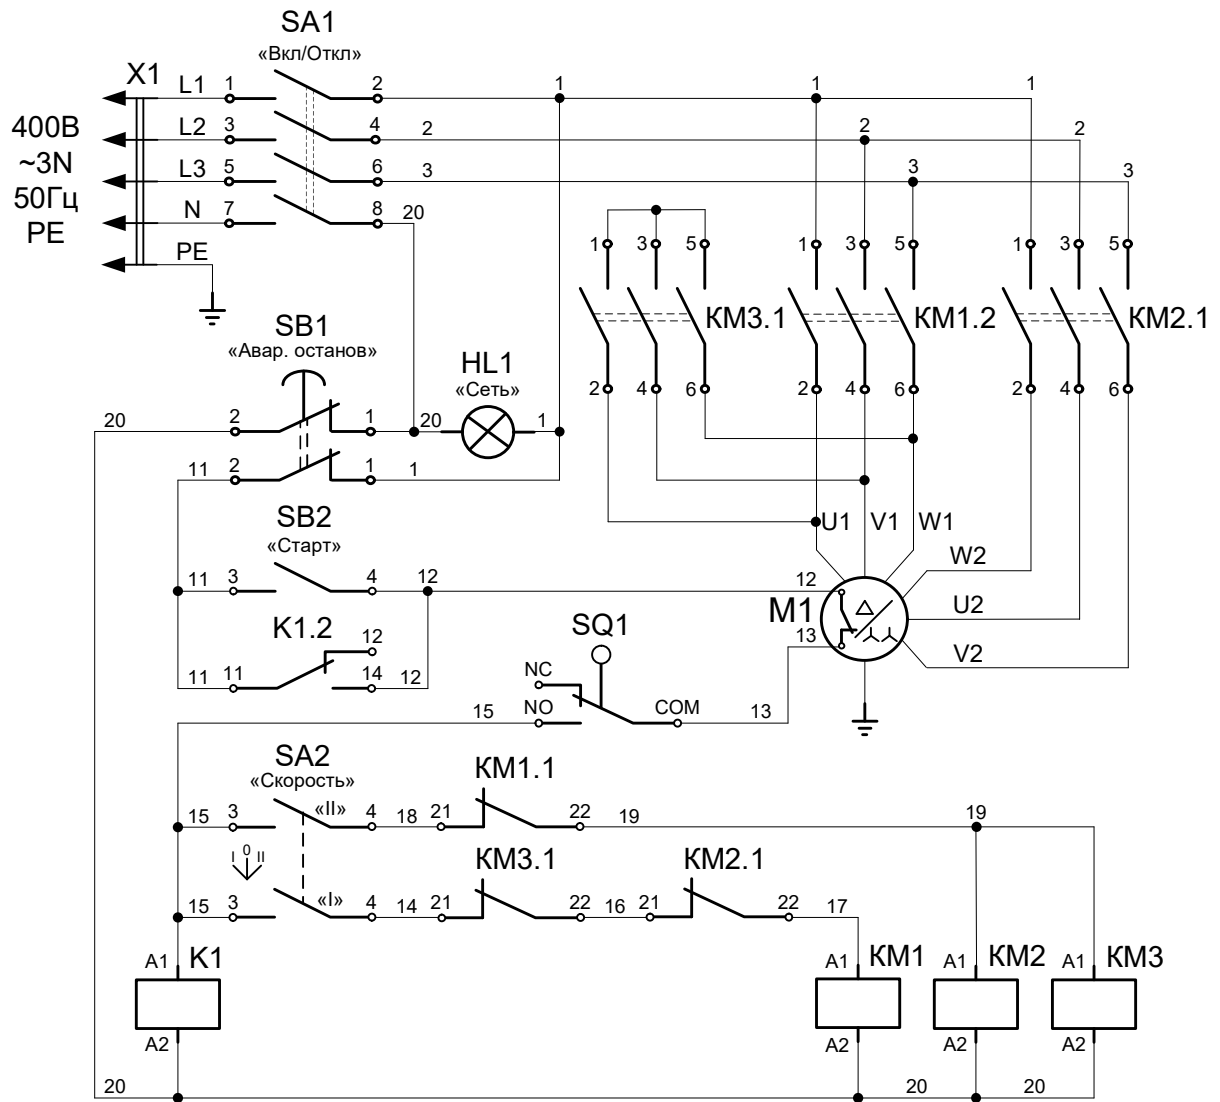 SA1
«Вкл/Откл»
X1
L1 1 2 1 1 1
400В
L2 3 4 2 2 2
~3N
L3 5 6 3 3 3
50Гц
N 7 8 20
PE
PE
1 3 5 1 3 5 1 3 5
КМ3.1 КМ1.2 КМ2.1
2 4 6 2 4 6 2 4 6
SB1
«Авар. останов»
HL1
«Сеть»
20 2 1 20 1
11 2 1 1
SB2
«Старт»
U1 V1 W1
W2
U2
V2
11 3 4 12 12
M1
13
K1.2
12
11 11 14 12
SQ1
NC
15 NO COM 13
SA2
«Скорость»
КМ1.1
15 3 «II» 4 18 21 22 19 19
I 0 II
КМ3.1 КМ2.1
15 3 «I» 4 14 21 22 16 21 22 17
A1 K1 A1 КМ1 A1 КМ2 A1 КМ3
A2 A2 A2 A2
20 20 20